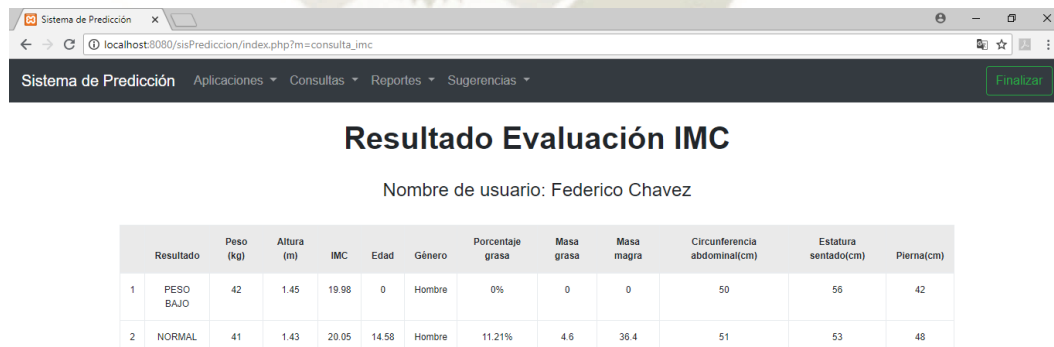 Sistema de Predicción
localhost:8080/sisPrediccion/index.php?m=consulta_imc
Sistema de Predicción Aplicaciones Consultas Reportes Sugerencias Finalizar
Resultado Evaluación IMC
Nombre de usuario: Federico Chavez
Resultado Peso (kg) Altura (m) IMC Edad Género Porcentaje grasa Masa grasa Masa magra Circunferencia abdominal(cm) Estatura sentado(cm) Pierna(cm)
1 PESO BAJO 42 1.45 19.98 0 Hombre 0% 0 0 50 56 42
2 NORMAL 41 1.43 20.05 14.58 Hombre 11.21% 4.6 36.4 51 53 48